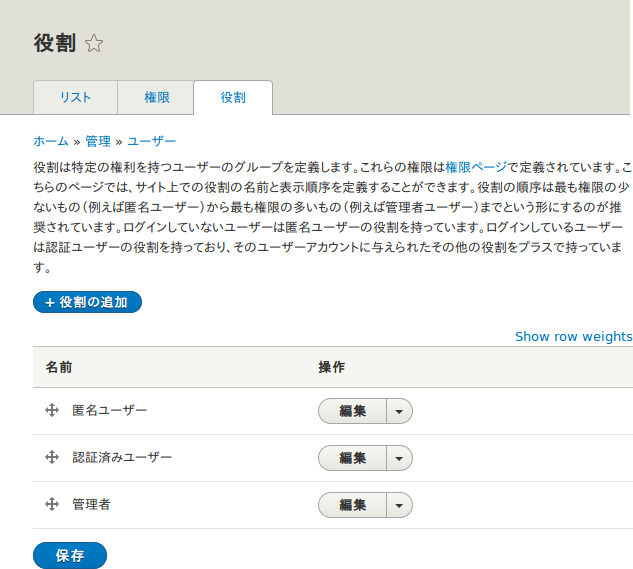 役割
リスト 権限 役割
ホーム » 管理 » ユーザー
役割は特定の権利を持つユーザーのグループを定義します。これらの権限は権限ページで定義されています。こ
ちらのページでは、サイト上での役割の名前と表示順序を定義することができます。役割の順序は最も権限の少
ないもの（例えば匿名ユーザー）から最も権限の多いもの（例えば管理者ユーザー）までという形にするのが推
奨されています。ログインしていないユーザーは匿名ユーザーの役割を持っています。ログインしているユーザー
は認証ユーザーの役割を持っており、そのユーザーアカウントに与えられたその他の役割をプラスで持っていま
す。
+ 役割の追加
Show row weights
名前 操作
匿名ユーザー 編集
認証済みユーザー 編集
管理者 編集
保存